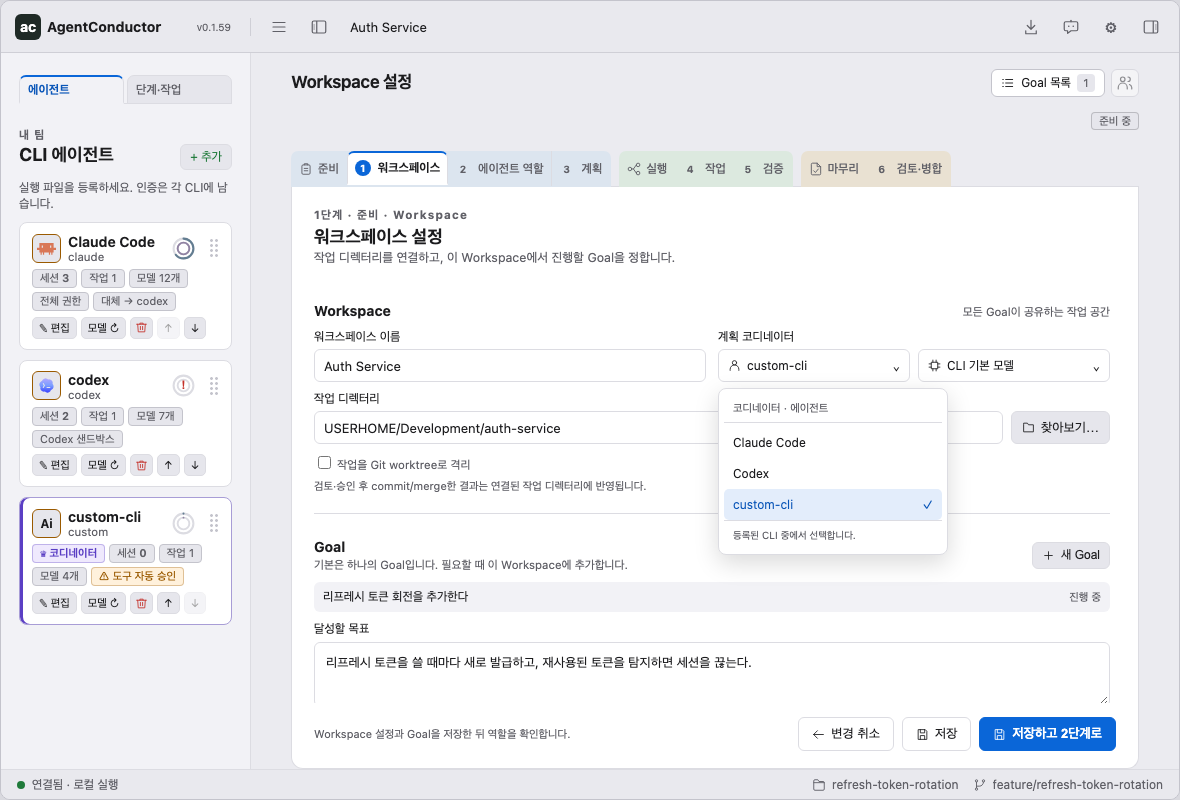 ac AgentConductor v0.1.59 Auth Service
에이전트 단계·작업
내 팀
CLI 에이전트
+ 추가
실행 파일을 등록하세요. 인증은 각 CLI에 남습니다.
Claude Code
claude
세션 3 작업 1 모델 12개
전체 권한 대체 → codex
✎ 편집 모델 ↻ ↑ ↓
codex
codex
세션 2 작업 1 모델 7개
Codex 샌드박스
✎ 편집 모델 ↻ ↑ ↓
Ai
custom-cli
custom
코디네이터 세션 0 작업 1
모델 4개 ⚠ 도구 자동 승인
✎ 편집 모델 ↻ ↑ ↓
Workspace 설정
Goal 목록 1
준비 중
준비 1 워크스페이스 2 에이전트 역할 3 계획 실행 4 작업 5 검증 마무리 6 검토·병합
1단계 · 준비 · Workspace
워크스페이스 설정
작업 디렉터리를 연결하고, 이 Workspace에서 진행할 Goal을 정합니다.
Workspace 모든 Goal이 공유하는 작업 공간
워크스페이스 이름 계획 코디네이터
Auth Service custom-cli CLI 기본 모델
작업 디렉터리
USERHOME/Development/auth-service 찾아보기...
작업을 Git worktree로 격리
검토·승인 후 commit/merge한 결과는 연결된 작업 디렉터리에 반영됩니다.
코디네이터 · 에이전트
Claude Code
Codex
custom-cli ✓
등록된 CLI 중에서 선택합니다.
Goal
기본은 하나의 Goal입니다. 필요할 때 이 Workspace에 추가합니다.
+ 새 Goal
리프레시 토큰 회전을 추가한다 진행 중
달성할 목표
리프레시 토큰을 쓸 때마다 새로 발급하고, 재사용된 토큰을 탐지하면 세션을 끊는다.
Workspace 설정과 Goal을 저장한 뒤 역할을 확인합니다.
← 변경 취소 저장 저장하고 2단계로
연결됨 · 로컬 실행 refresh-token-rotation feature/refresh-token-rotation